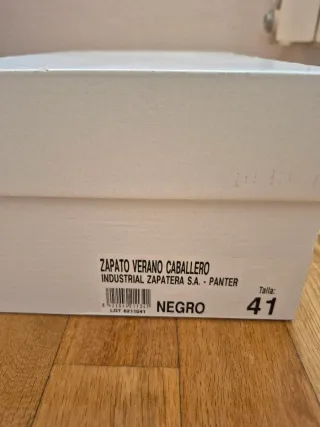 ZAPATO VERANO CABALLERO
INDUSTRIAL ZAPATERA S.A. - PANTER
Talla:
NEGRO 41